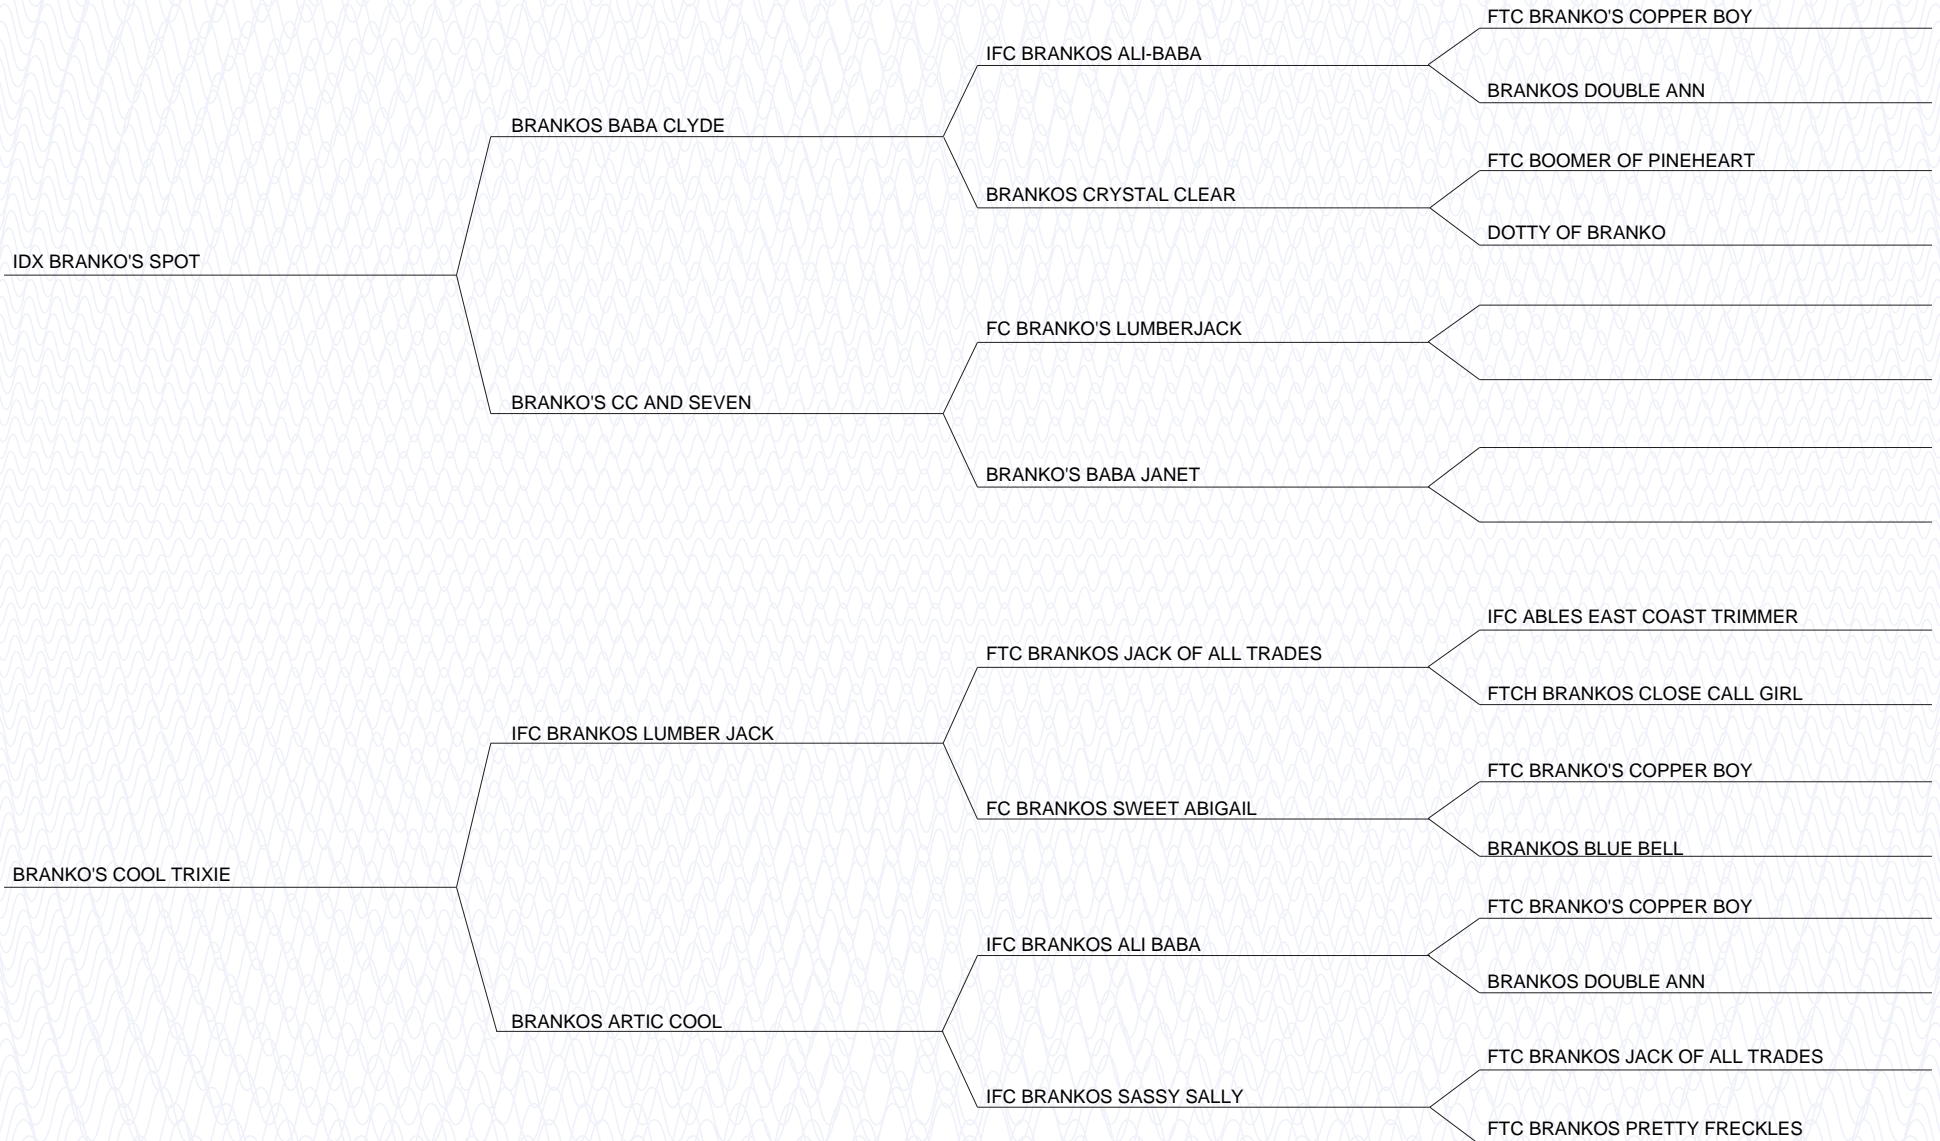 FTC BRANKO'S COPPER BOY
IFC BRANKOS ALI-BABA
BRANKOS DOUBLE ANN
BRANKOS BABA CLYDE
FTC BOOMER OF PINEHEART
BRANKOS CRYSTAL CLEAR
DOTTY OF BRANKO
IDX BRANKO'S SPOT
FC BRANKO'S LUMBERJACK
BRANKO'S CC AND SEVEN
BRANKO'S BABA JANET
IFC ABLES EAST COAST TRIMMER
FTC BRANKOS JACK OF ALL TRADES
FTCH BRANKOS CLOSE CALL GIRL
IFC BRANKOS LUMBER JACK
FTC BRANKO'S COPPER BOY
FC BRANKOS SWEET ABIGAIL
BRANKOS BLUE BELL
BRANKO'S COOL TRIXIE
FTC BRANKO'S COPPER BOY
IFC BRANKOS ALI BABA
BRANKOS DOUBLE ANN
BRANKOS ARTIC COOL
FTC BRANKOS JACK OF ALL TRADES
IFC BRANKOS SASSY SALLY
FTC BRANKOS PRETTY FRECKLES